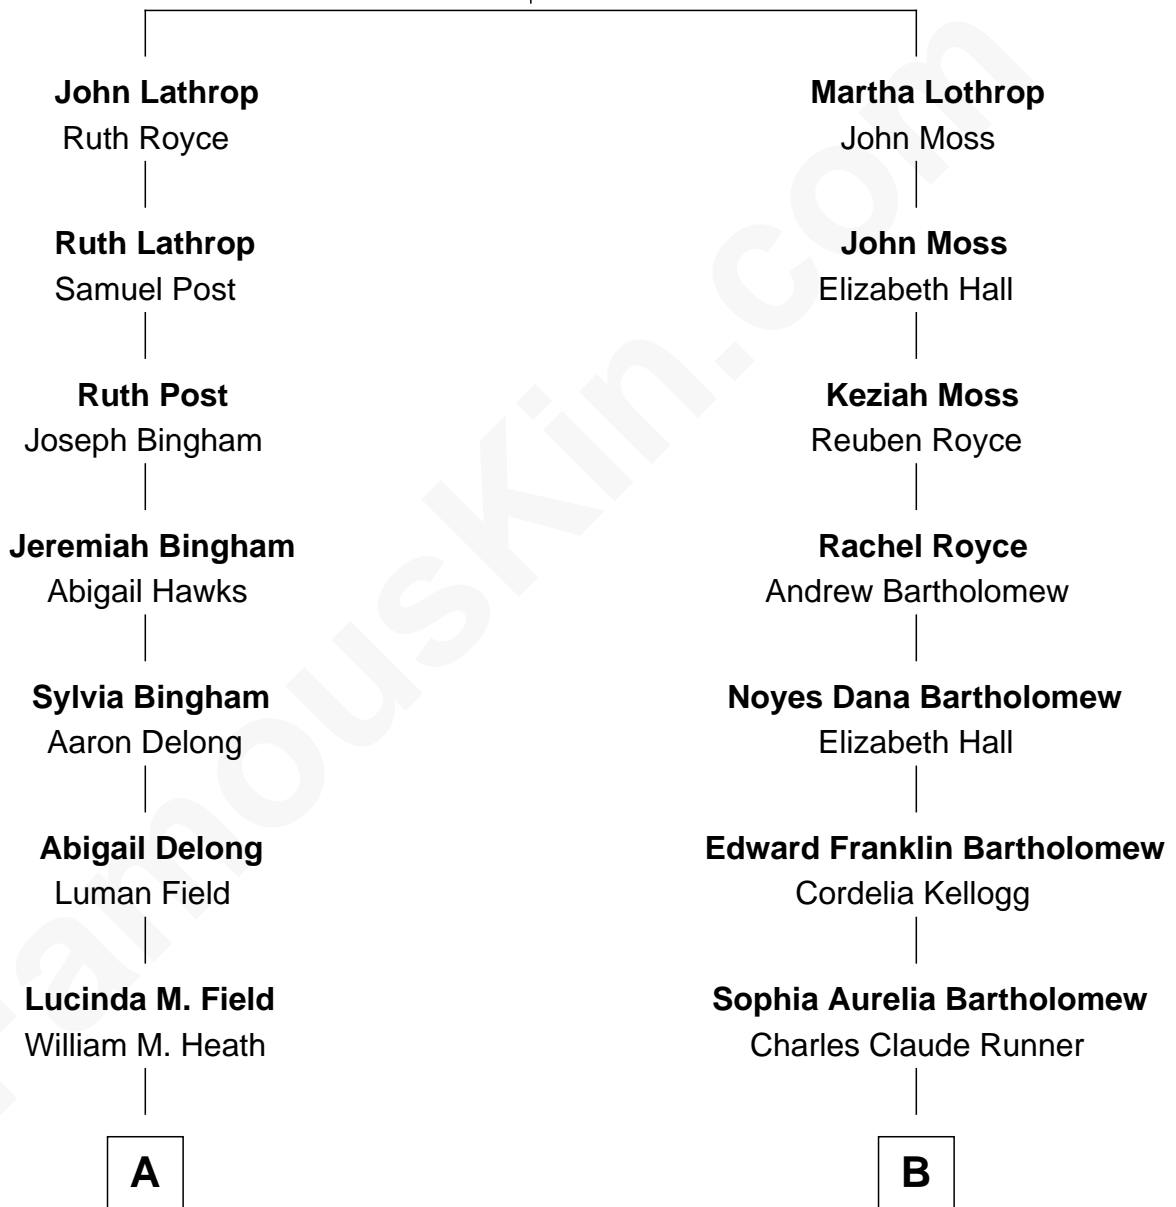 John Lathrop
Ruth Royce
Ruth Lathrop
Samuel Post
Ruth Post
Joseph Bingham
Jeremiah Bingham
Abigail Hawks
Sylvia Bingham
Aaron Delong
Abigail Delong
Luman Field
Lucinda M. Field
William M. Heath
A
Martha Lothrop
John Moss
John Moss
Elizabeth Hall
Keziah Moss
Reuben Royce
Rachel Royce
Andrew Bartholomew
Noyes Dana Bartholomew
Elizabeth Hall
Edward Franklin Bartholomew
Cordelia Kellogg
Sophia Aurelia Bartholomew
Charles Claude Runner
B
FamousKin.com